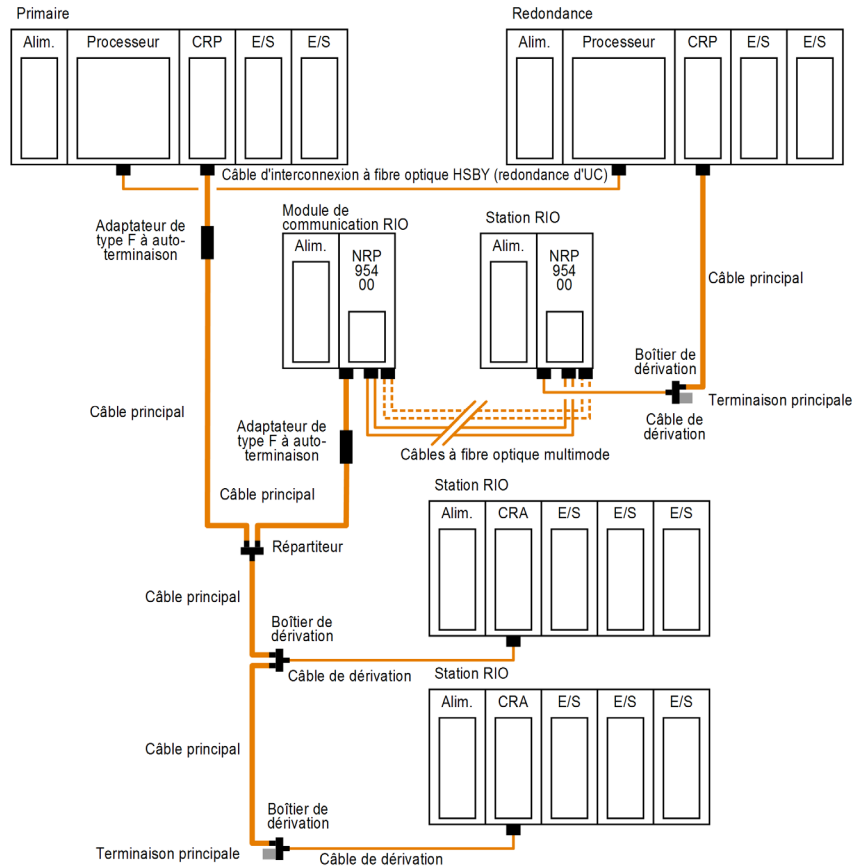 Primaire
Redondance
Alim. Processeur CRP E/S E/S
Alim. Processeur CRP E/S E/S
Câble d'interconnexion à fibre optique HSBY (redondance d'UC)
Adaptateur de
type F à auto-
terminaison
Module de
communication RIO
Alim.
NRP
954
00
Station RIO
Alim.
NRP
954
00
Câble principal
Boîtier de
dérivation
Terminaison principale
Câble de
dérivation
Câble principal
Adaptateur de
type F à auto-
terminaison
Câbles à fibre optique multimode
Câble principal
Station RIO
Alim. CRA E/S E/S E/S
Répartiteur
Câble principal
Boîtier de
dérivation
Câble de dérivation
Station RIO
Alim. CRA E/S E/S E/S
Câble principal
Boîtier de
dérivation
Terminaison principale
Câble de dérivation